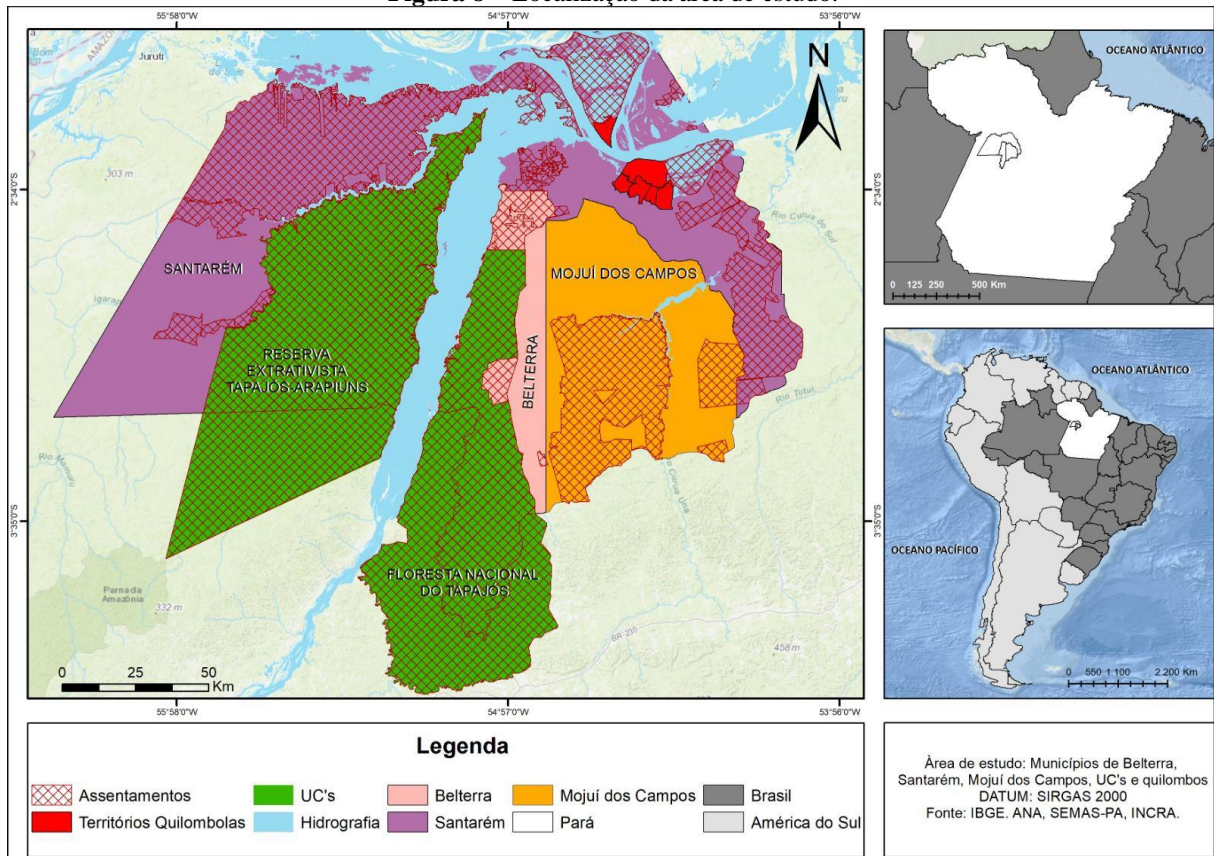 55°58'0"W
54°57'0"W
53°56'0"W
Juruti
303 m
2°34'0"S
2°34'0"S
SANTARÉM
MOJUÍ DOS CAMPOS
RESERVA
EXTRATIVISTA
TAPAJÓS-ARAPIUNS
BELTERRA
Rio Tutuí
Rio Mamuru
3°35'0"S
3°35'0"S
FLORESTA NACIONAL
DO TAPAJÓS
Parna da
Amazônia
332 m
BR 230
458 m
N
0 25 50
Km
55°58'0"W
54°57'0"W
53°56'0"W
OCEANO ATLÂNTICO
0 125 250 500 Km
OCEANO ATLÂNTICO
OCEANO PACÍFICO
0 550 1.100 2.200 Km
Legenda
Assentamentos
UC's
Belterra
Mojuí dos Campos
Brasil
Territórios Quilombolas
Hidrografia
Santarém
Pará
América do Sul
Àrea de estudo: Municípios de Belterra,
Santarém, Mojuí dos Campos, UC's e quilombos
DATUM: SIRGAS 2000
Fonte: IBGE. ANA, SEMAS-PA, INCRA.